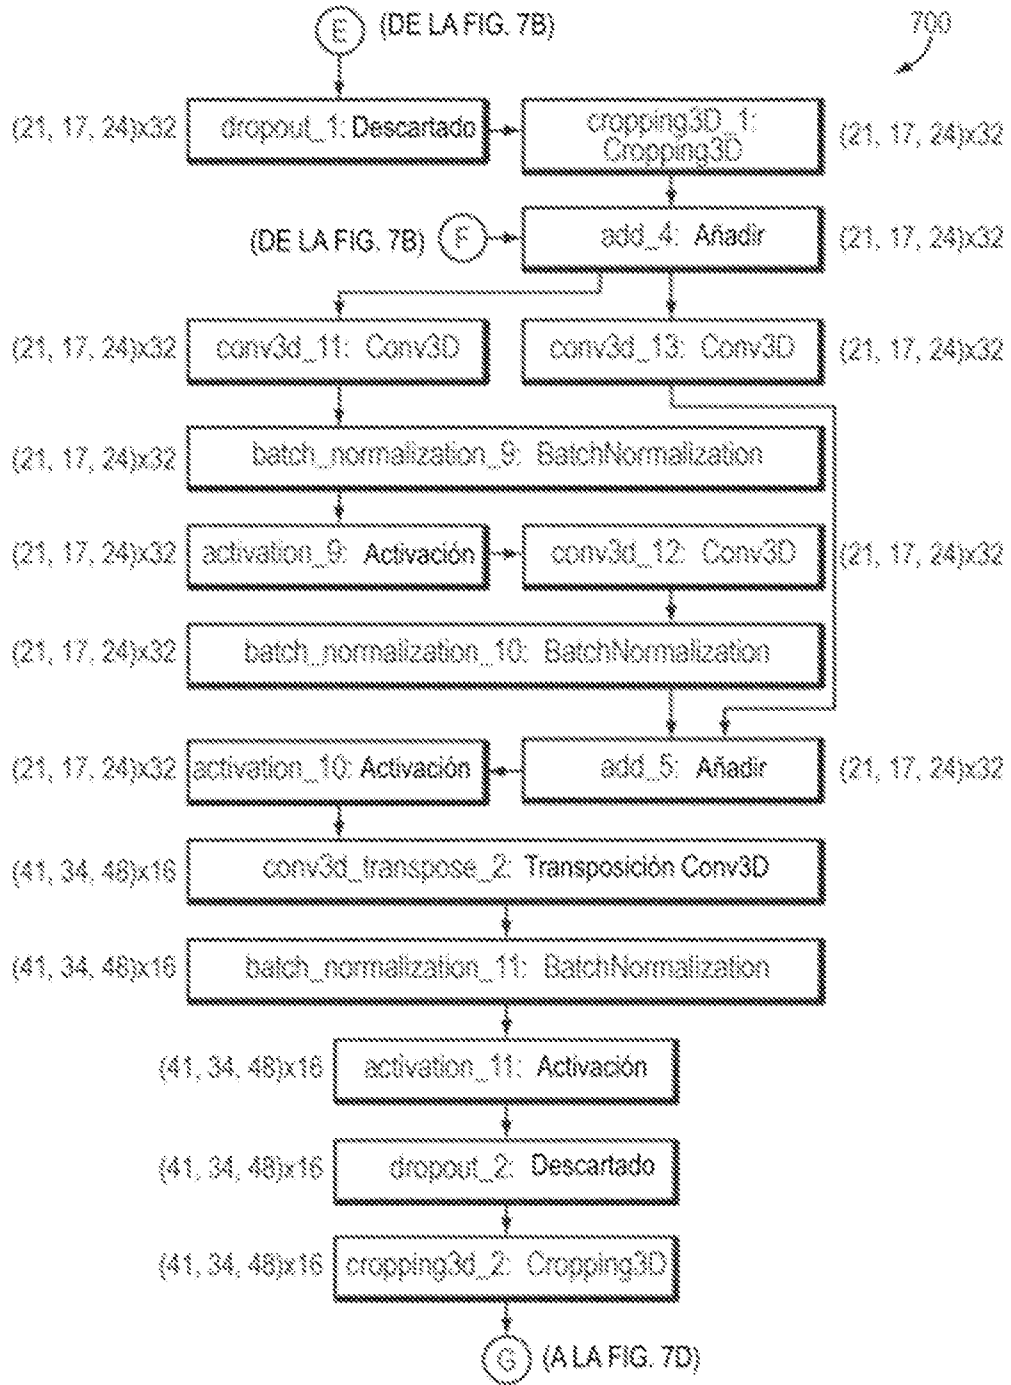 E (DE LA FIG. 7B)
700
(21, 17, 24)x32 dropout_1: Descartado cropping3D_1: (21, 17, 24)x32
Cropping3D
(DE LA FIG. 7B) F add_4: Añadir (21, 17, 24)x32
(21, 17, 24)x32 conv3d_11: Conv3D conv3d_13: Conv3D (21, 17, 24)x32
(21, 17, 24)x32 batch_normalization_9: BatchNormalization
(21, 17, 24)x32 activation_9: Activación conv3d_12: Conv3D (21, 17, 24)x32
(21, 17, 24)x32 batch_normalization_10: BatchNormalization
(21, 17, 24)x32 activation_10: Activación add_5: Añadir (21, 17, 24)x32
(41, 34, 48)x16 conv3d_transpose_2: Transposición Conv3D
(41, 34, 48)x16 batch_normalization_11: BatchNormalization
(41, 34, 48)x16 activation_11: Activación
(41, 34, 48)x16 dropout_2: Descartado
(41, 34, 48)x16 cropping3d_2: Cropping3D
G (A LA FIG. 7D)